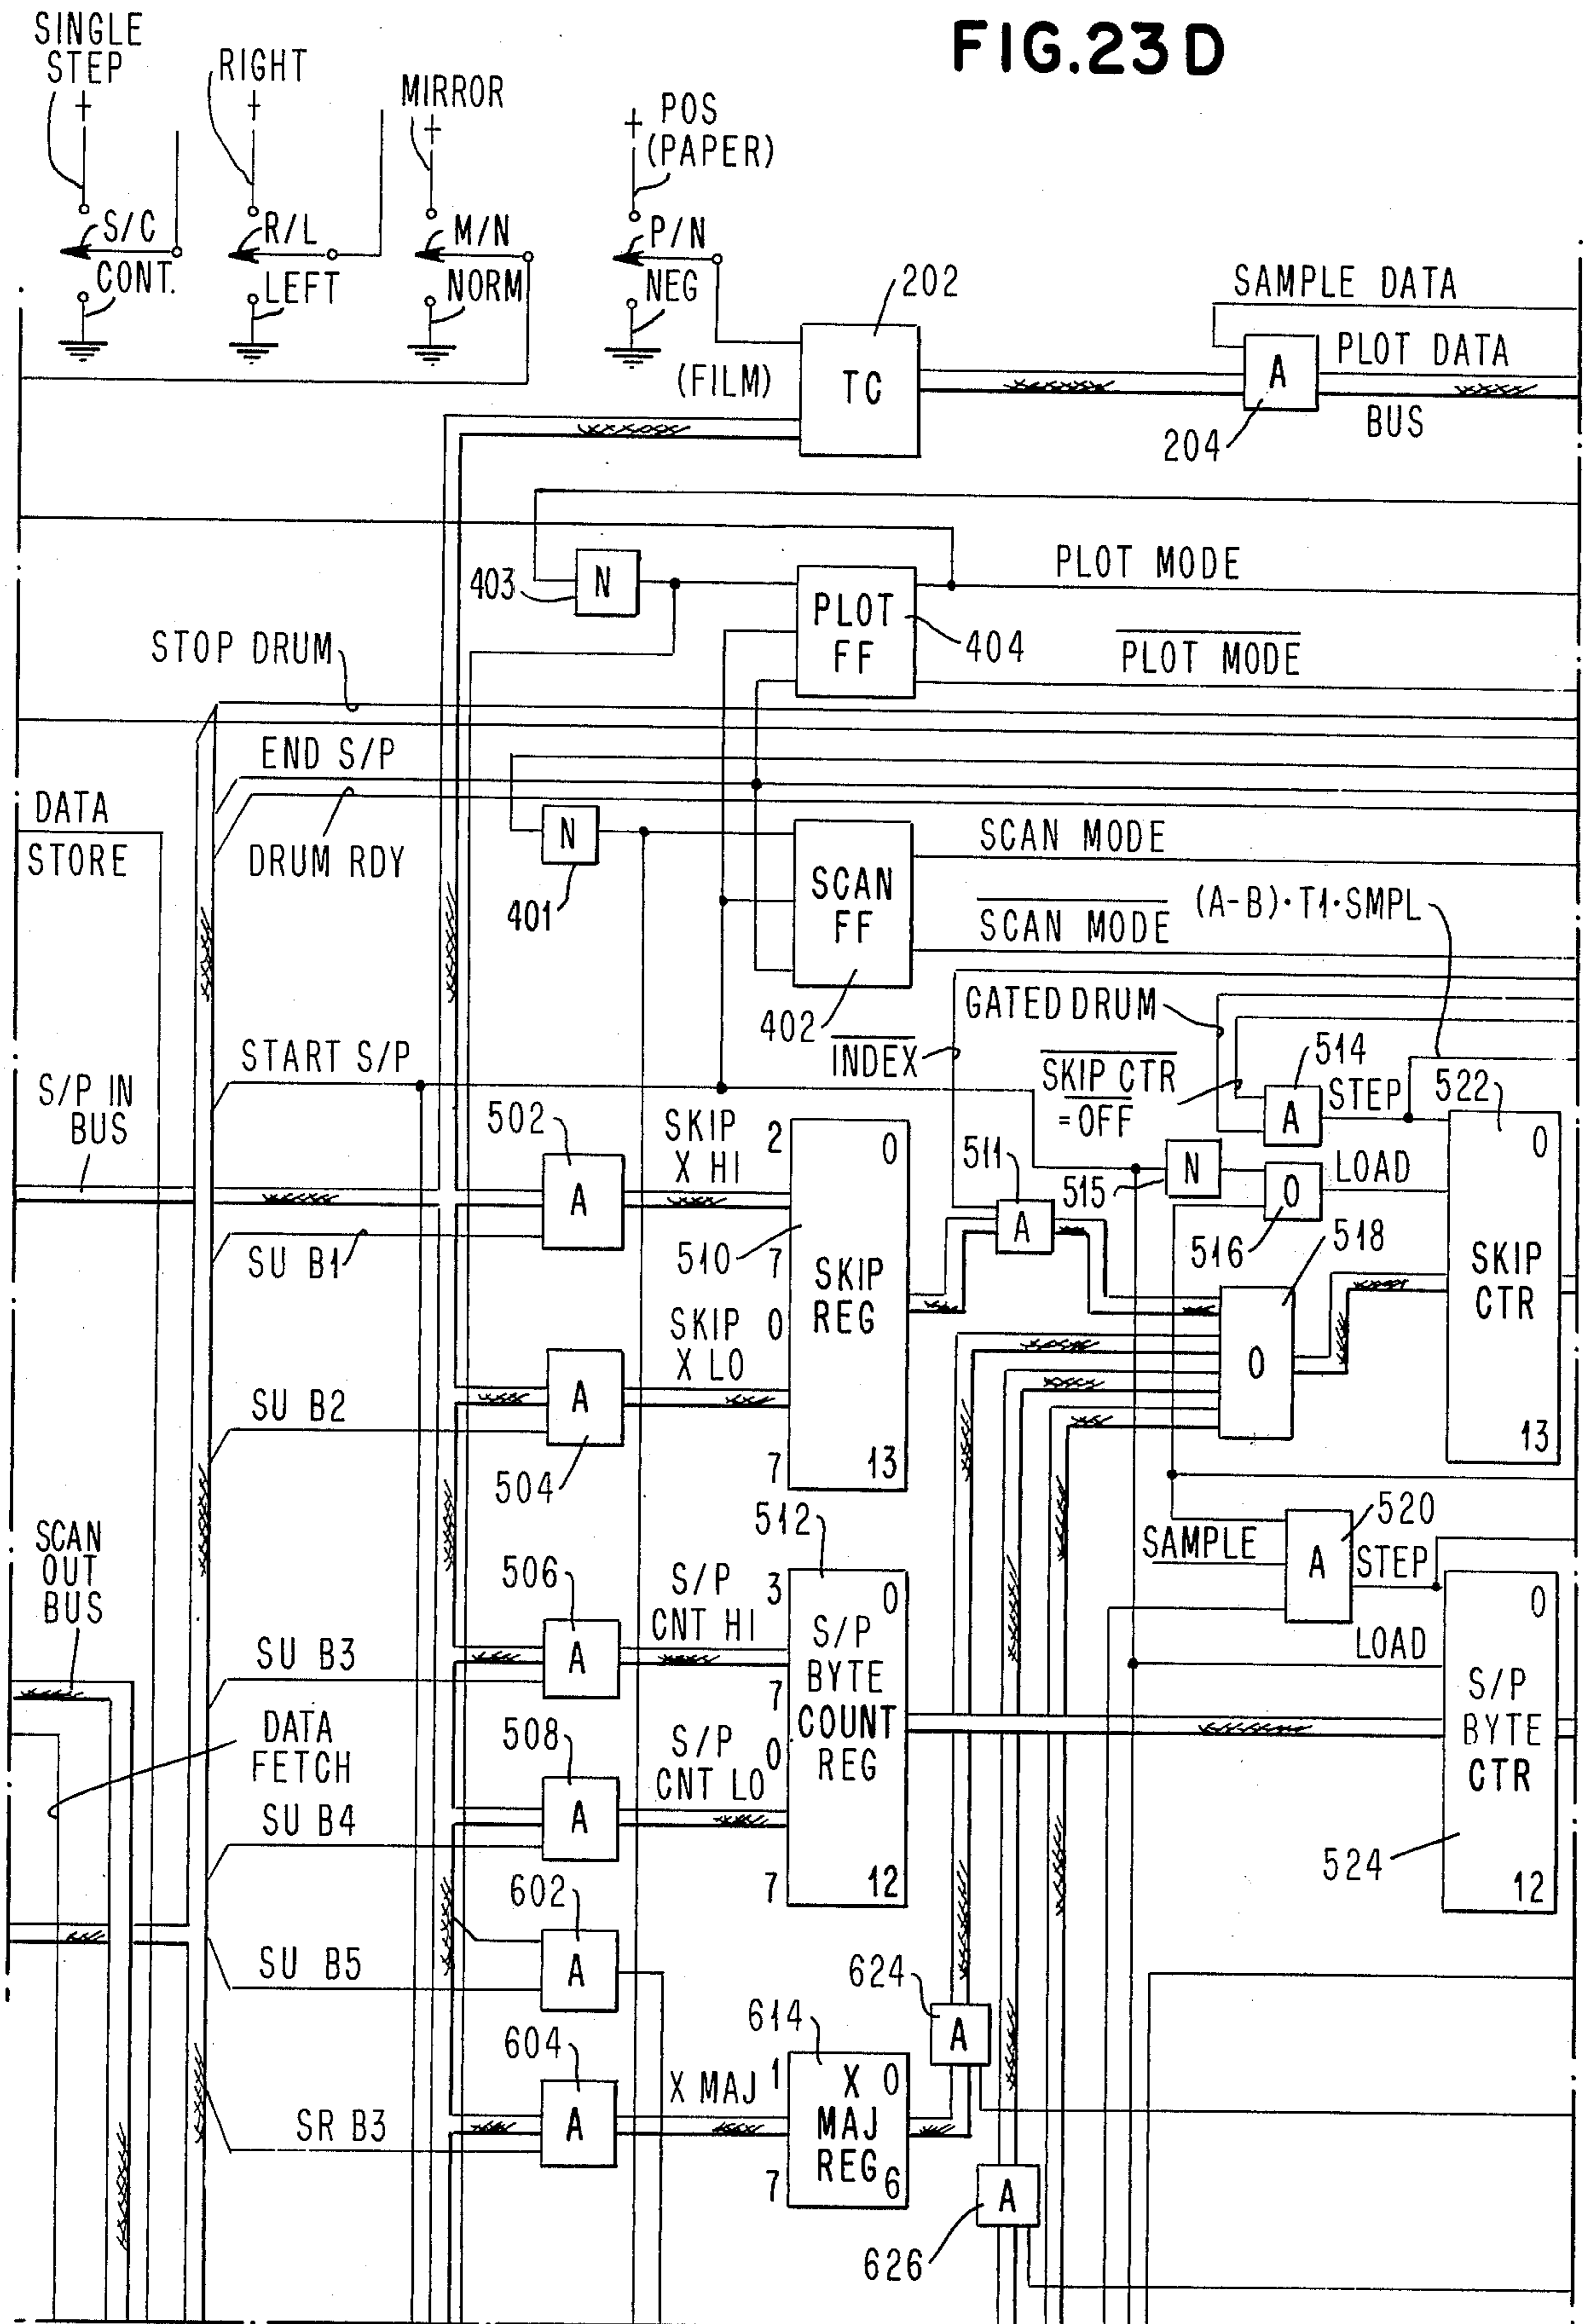 FIG.23D
SINGLE
STEP
RIGHT
MIRROR
POS
(PAPER)
S/C
R/L
M/N
P/N
CONT.
LEFT
NORM
NEG
(FILM)
202
TC
SAMPLE DATA
A
PLOT DATA
BUS
204
403
N
PLOT
FF
404
PLOT MODE
PLOT MODE
STOP DRUM
END S/P
DATA
STORE
DRUM RDY
N
401
SCAN
FF
402
SCAN MODE
SCAN MODE
(A-B)·T1·SMPL
GATED DRUM
INDEX
SKIP CTR
=OFF
START S/P
S/P IN
BUS
502
A
SKIP
X HI
2
0
510
7
SKIP
REG
511
A
514
A
STEP
522
0
515
N
O
LOAD
516
518
SKIP
CTR
SU B1
SKIP
X LO
0
A
504
7
13
O
13
SU B2
SCAN
OUT
BUS
512
520
SAMPLE
A
STEP
506
A
S/P
CNT HI
3
0
S/P
BYTE
COUNT
REG
7
0
LOAD
0
S/P
BYTE
CTR
SU B3
DATA
FETCH
508
A
S/P
CNT LO
SU B4
7
12
524
12
602
A
SU B5
624
A
614
604
A
X MAJ
1
X
MAJ
REG
0
7
6
SR B3
A
626